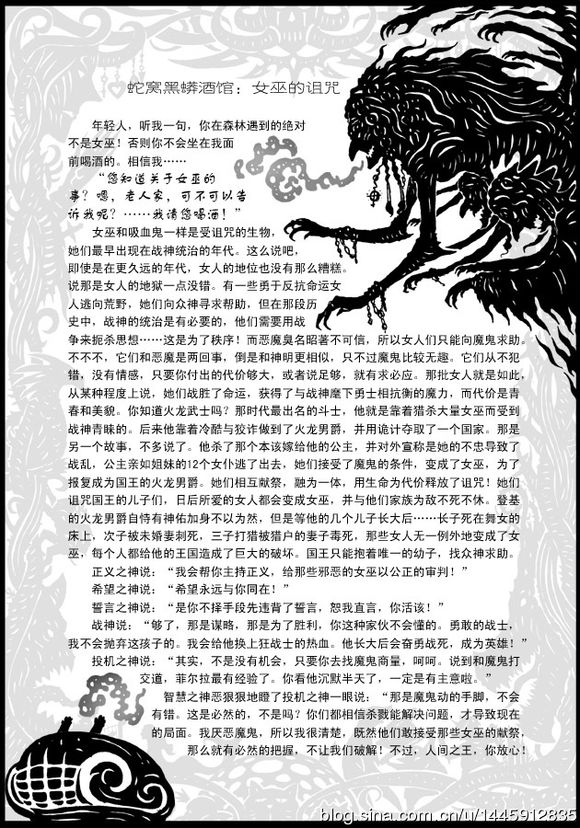 蛇窝黑蟒酒馆：女巫的诅咒
年轻人，听我一句，你在森林遇到的绝对
不是女巫！否则你不会坐在我面
前喝酒的。相信我……
“您知道关于女巫的
事？嗯，老人家，可不可以告
诉我呢？……我请您喝酒！”
女巫和吸血鬼一样是受诅咒的生物，
她们最早出现在战神统治的年代。这么说吧，
即使是在更久远的年代，女人的地位也没有那么糟糕。
说那是女人的地狱一点没错。有一些勇于反抗命运女
人逃向荒野，她们向众神寻求帮助，但在那段历
史中，战神的统治是有必要的，他们需要用战
争来扼杀思想……这是为了秩序！而恶魔臭名昭著不可信，所以女人们只能向魔鬼求助。
不不不，它们和恶魔是两回事，倒是和神明更相似，只不过魔鬼比较无趣。它们从不犯
错，没有情感，只要你付出的代价够大，或者说足够，就有求必应。那批女人就是如此，
从某种程度上说，她们战胜了命运，获得了与战神麾下勇士相抗衡的魔力，而代价是青
春和美貌。你知道火龙武士吗？那时代最出名的斗士，他就是靠着猎杀大量女巫而受到
战神青睐的。后来他靠着冷酷与狡诈做到了火龙男爵，并用诡计夺取了一个国家。那是
另一个故事，不多说了。他杀了那个本该嫁给他的公主，并对外宣称是她的不忠导致了
战乱，公主亲如姐妹的12个女仆逃了出去，她们接受了魔鬼的条件，变成了女巫，为了
报复成为国王的火龙男爵。她们相互献祭，融为一体，用生命为代价释放了诅咒！她们
诅咒国王的儿子们，日后所爱的女人都会变成女巫，并与他们家族为敌不死不休。登基
的火龙男爵自恃有神佑加身不以为然，但是等他的几个儿子长大后……长子死在舞女的
床上，次子被未婚妻刺死，三子打猎被猎户的妻子毒死，那些女人无一例外地变成了女
巫，每个人都给他的王国造成了巨大的破坏。国王只能抱着唯一的幼子，找众神求助。
正义之神说：“我会帮你主持正义，给那些邪恶的女巫以公正的审判！”
希望之神说：“希望永远与你同在！”
誓言之神说：“是你不择手段先违背了誓言，恕我直言，你活该！”
战神说：“够了，那是谋略，那是为了胜利，你这种家伙不会懂的。勇敢的战士，
我不会抛弃这孩子的。我会给他换上狂战士的热血。他长大后会奋勇战死，成为英雄！”
投机之神说：“其实，不是没有机会，只要你去找魔鬼商量，呵呵。说到和魔鬼打
交道，菲尔拉最有经验了。你看他沉默半天了，一定是有主意啦。”
智慧之神恶狠狠地瞪了投机之神一眼说：“那是魔鬼动的手脚，不会
有错。这是必然的，不是吗？你们都相信杀戮能解决问题，才导致现在
的局面。我厌恶魔鬼，所以我很清楚，既然他们敢接受那些女巫的献祭，
那么就有必然的把握，不让我们破解！不过，人间之王，你放心！
blog.sina.com.cn/u/1445912835